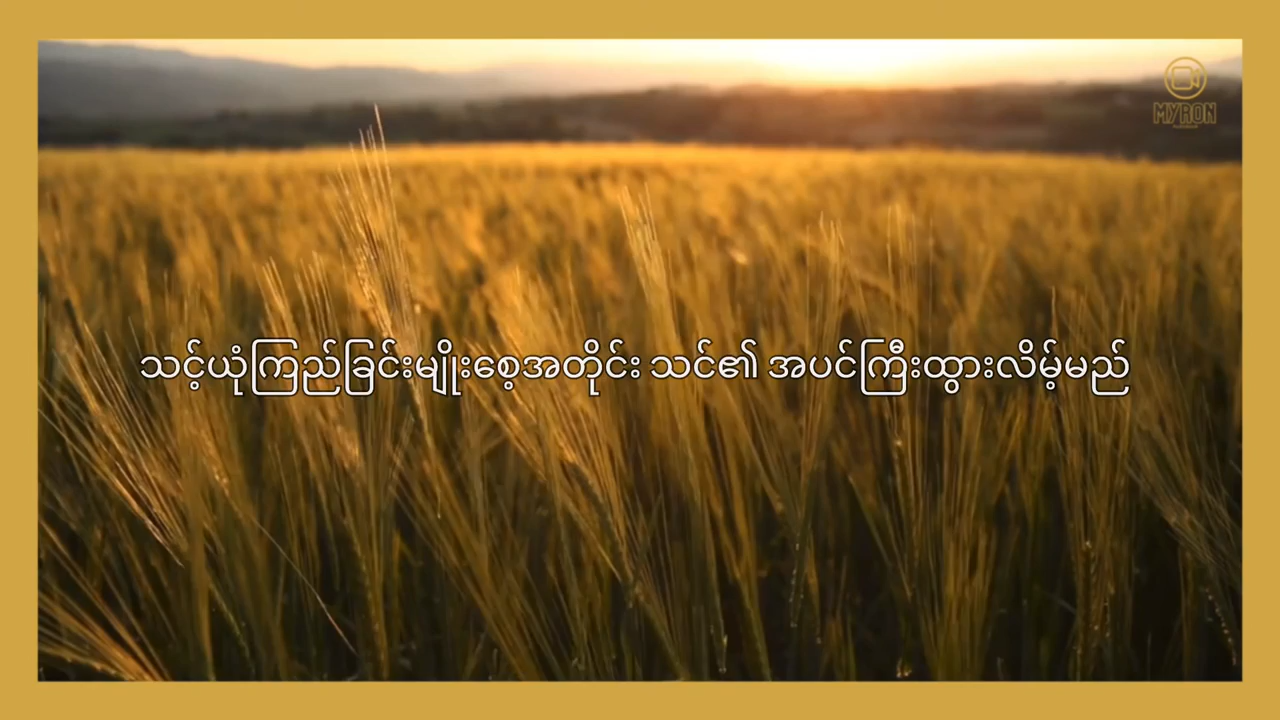 MYRON
သင့်ယုံကြည်ခြင်းမျိုးစေ့အတိုင်း သင်၏ အပင်ကြီးထွားလိမ့်မည်